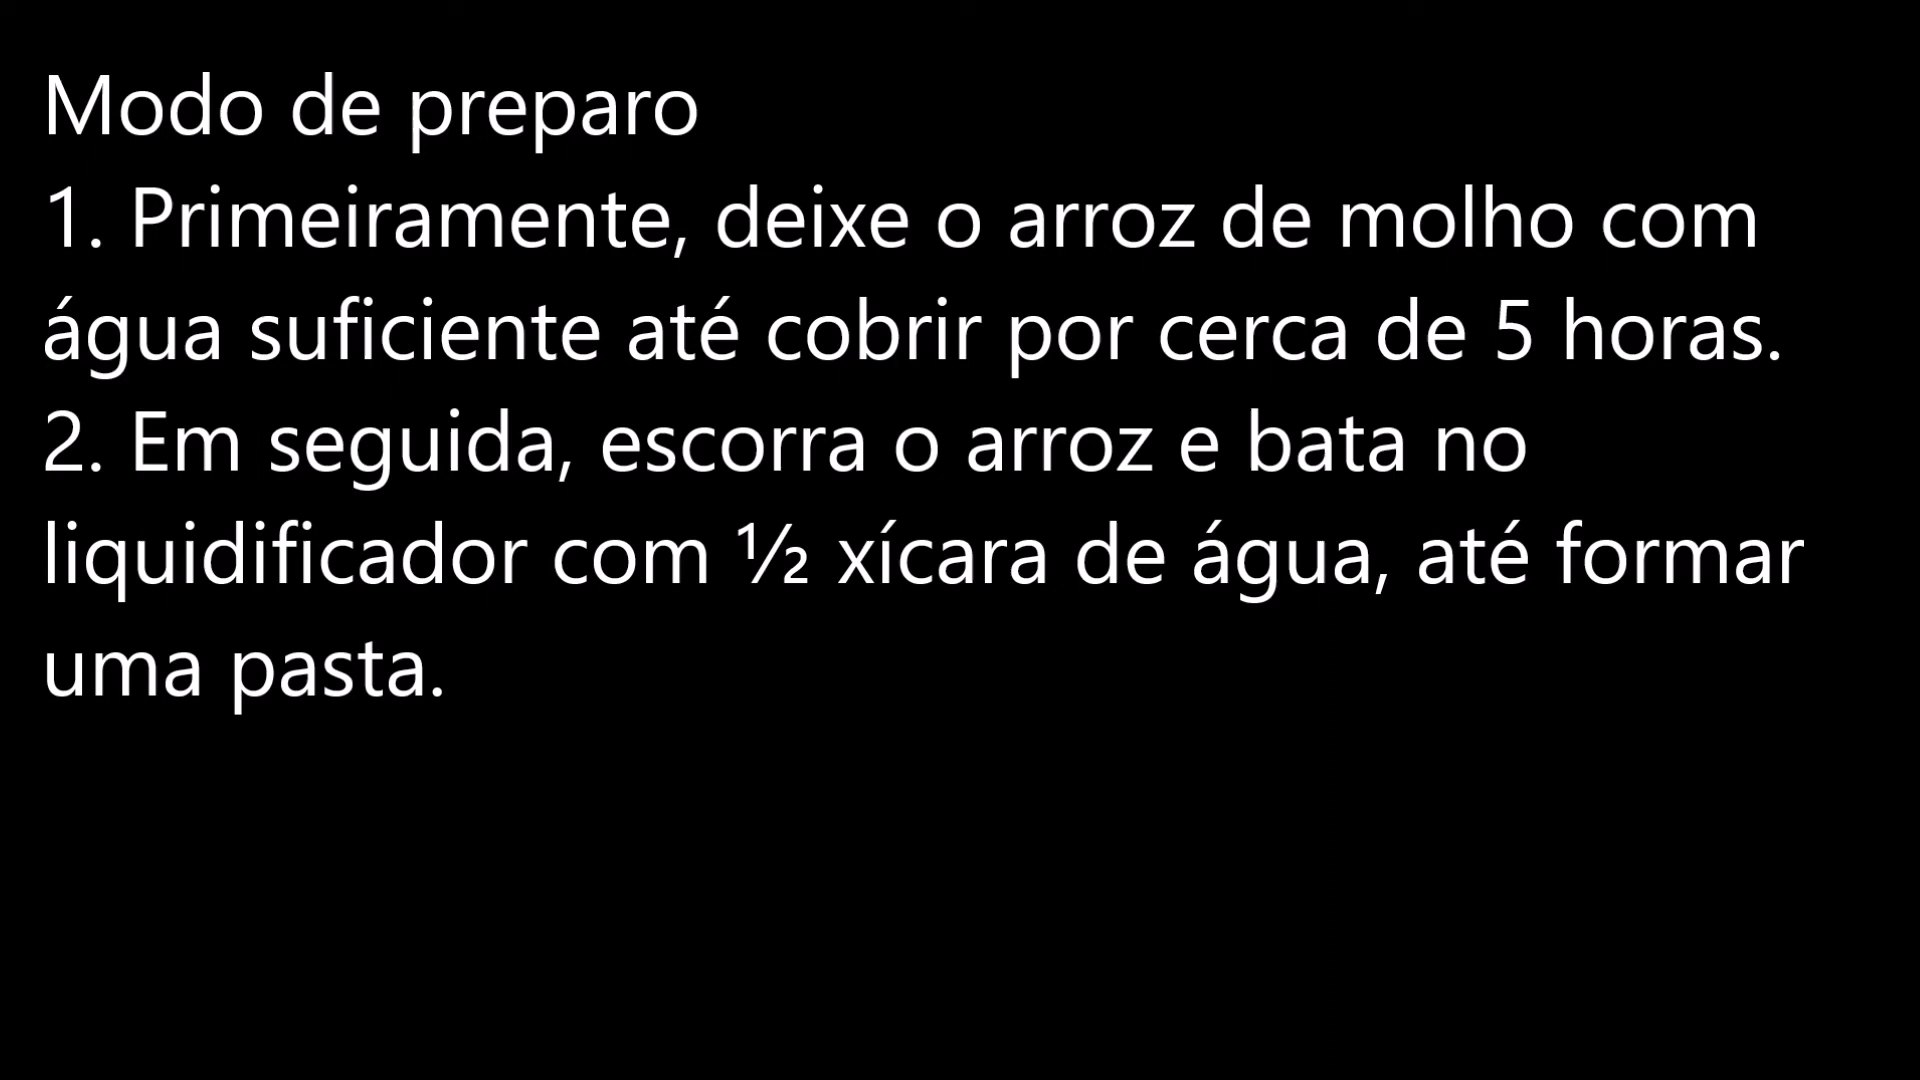 Modo de preparo
1. Primeiramente, deixe o arroz de molho com
água suficiente até cobrir por cerca de 5 horas.
2. Em seguida, escorra o arroz e bata no
liquidificador com ½ xícara de água, até formar
uma pasta.